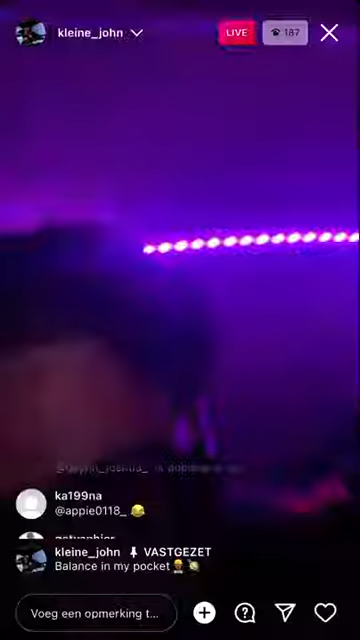 kleine_john
LIVE
187
ka199na
@appie0118_ 😂
kleine_john VASTGEZET
Balance in my pocket
Voeg een opmerking t...